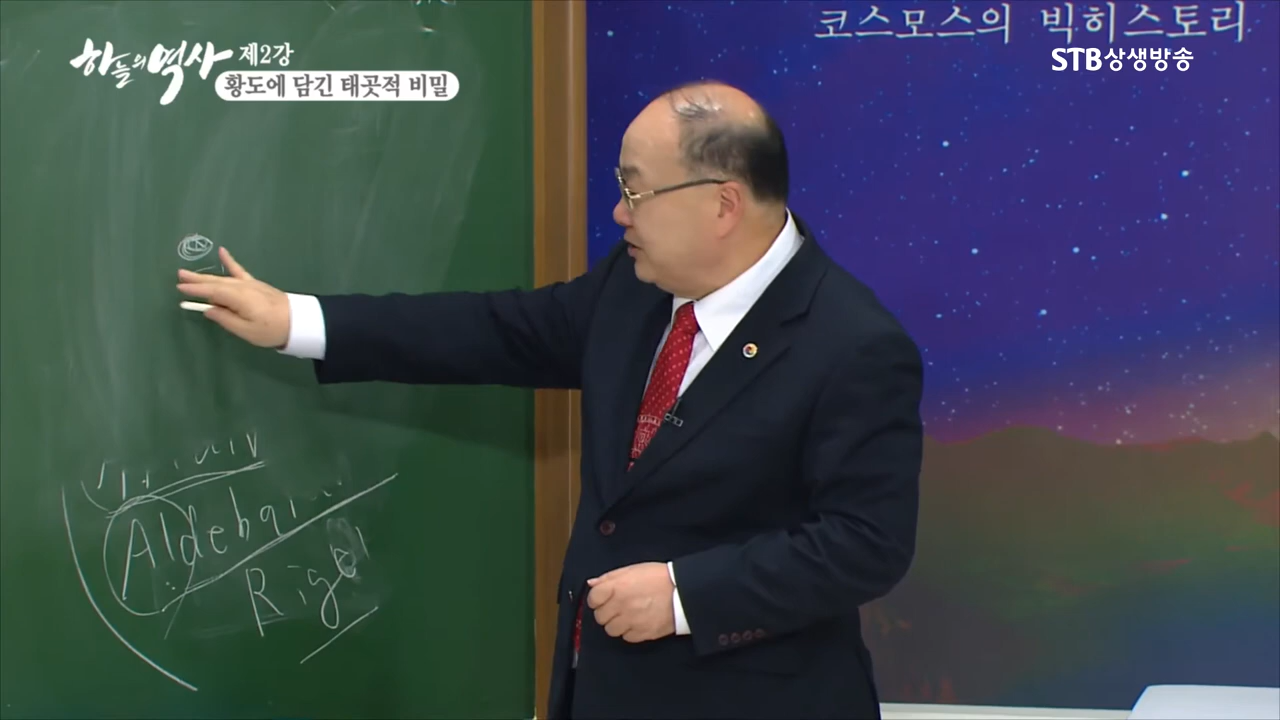 하늘의 역사 제2강
황도에 담긴 태곳적 비밀
코스모스의 빅히스토리
STB상생방송
Rigel